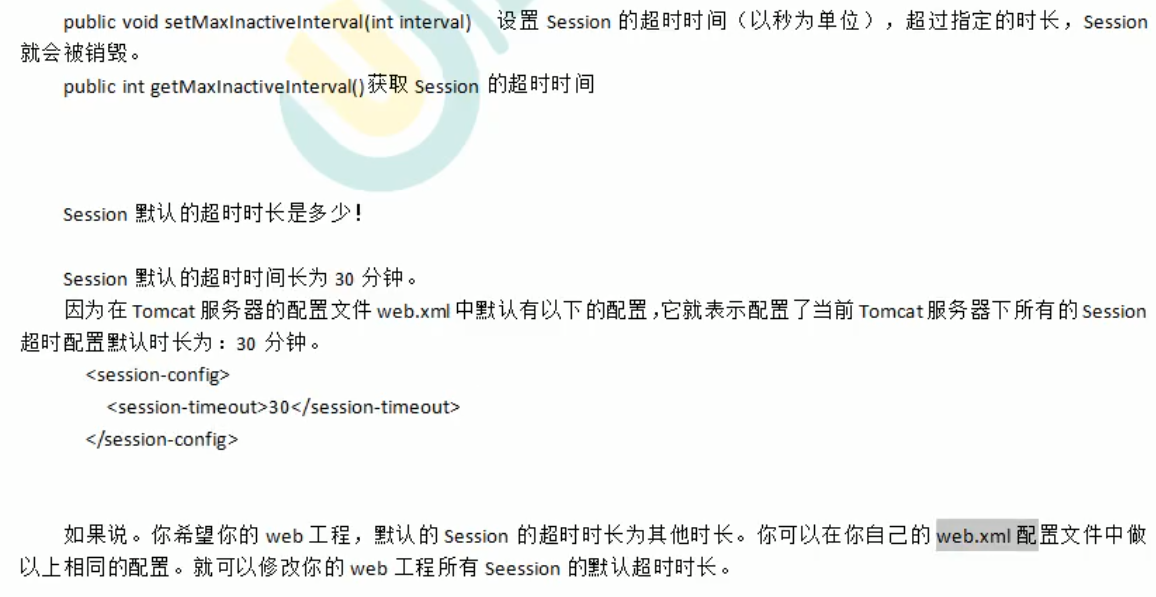 public void setMaxInactiveInterval(int interval) 设置 Session 的超时时间（以秒为单位），超过指定的时长，Session
就会被销毁。
public int getMaxInactiveInterval()获取 Session 的超时时间
Session 默认的超时时长是多少！
Session 默认的超时时间长为 30 分钟。
因为在 Tomcat 服务器的配置文件 web.xml 中默认有以下的配置，它就表示配置了当前 Tomcat 服务器下所有的 Session
超时配置默认时长为：30 分钟。
<session-config>
<session-timeout>30</session-timeout>
</session-config>
如果说。你希望你的 web 工程，默认的 Session 的超时时长为其他时长。你可以在你自己的 web.xml 配置文件中做
以上相同的配置。就可以修改你的 web 工程所有 Seession 的默认超时时长。